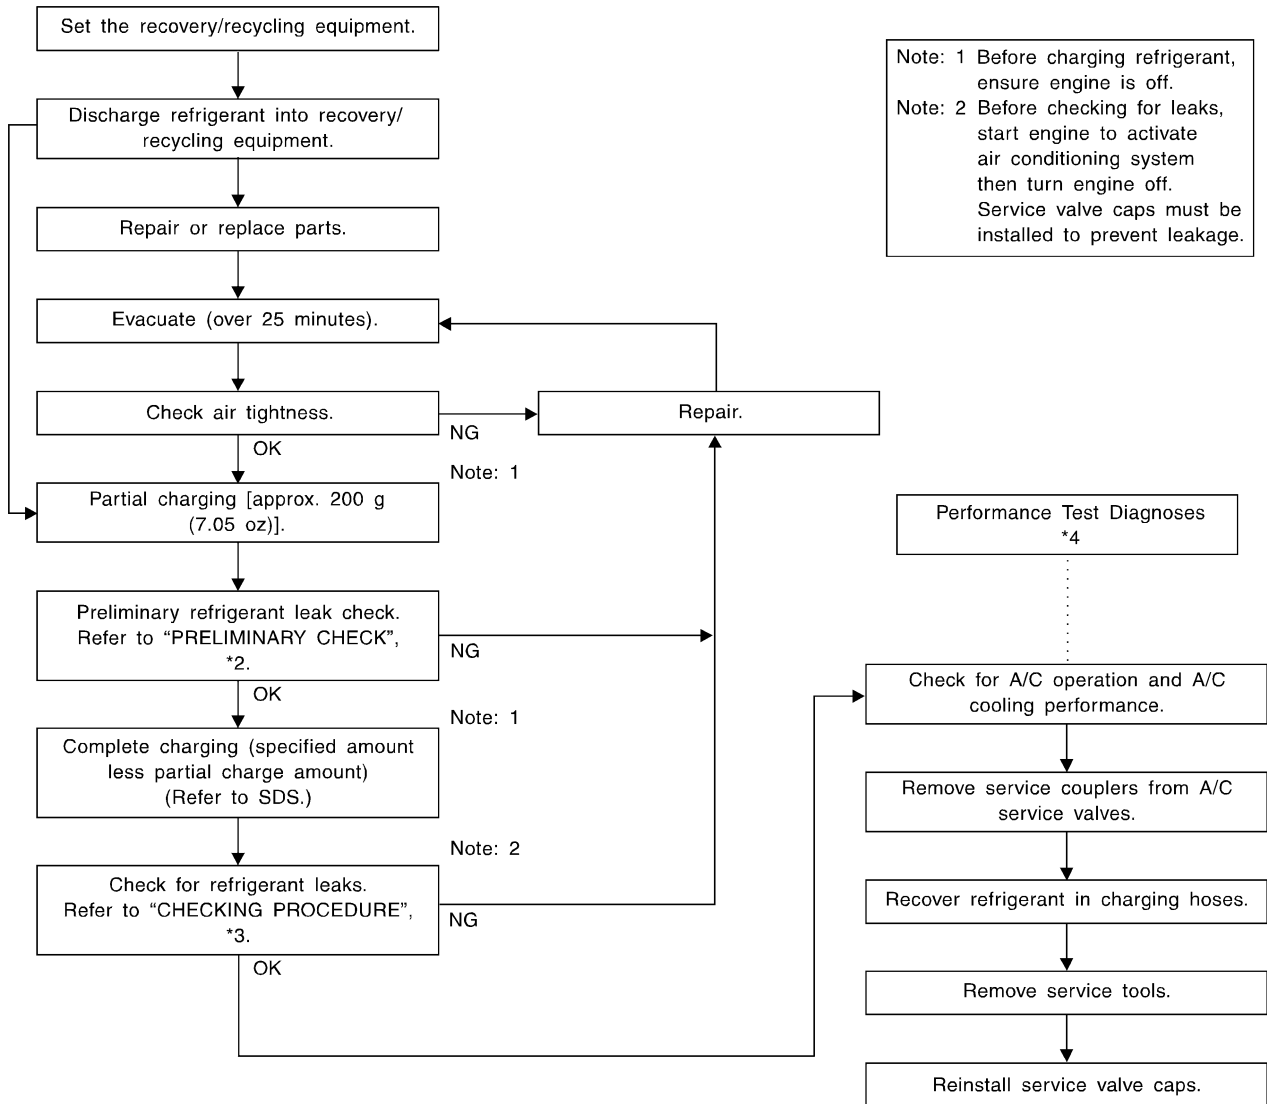 Set the recovery/recycling equipment.
Discharge refrigerant into recovery/
recycling equipment.
Repair or replace parts.
Evacuate (over 25 minutes).
Check air tightness.
NG
OK
Repair.
Note: 1
Partial charging [approx. 200 g
(7.05 oz)].
Preliminary refrigerant leak check.
Refer to “PRELIMINARY CHECK”,
*2.
NG
OK
Note: 1
Complete charging (specified amount
less partial charge amount)
(Refer to SDS.)
Note: 2
Check for refrigerant leaks.
Refer to “CHECKING PROCEDURE”,
*3.
NG
OK
Note: 1 Before charging refrigerant,
ensure engine is off.
Note: 2 Before checking for leaks,
start engine to activate
air conditioning system
then turn engine off.
Service valve caps must be
installed to prevent leakage.
Performance Test Diagnoses
*4
Check for A/C operation and A/C
cooling performance.
Remove service couplers from A/C
service valves.
Recover refrigerant in charging hoses.
Remove service tools.
Reinstall service valve caps.